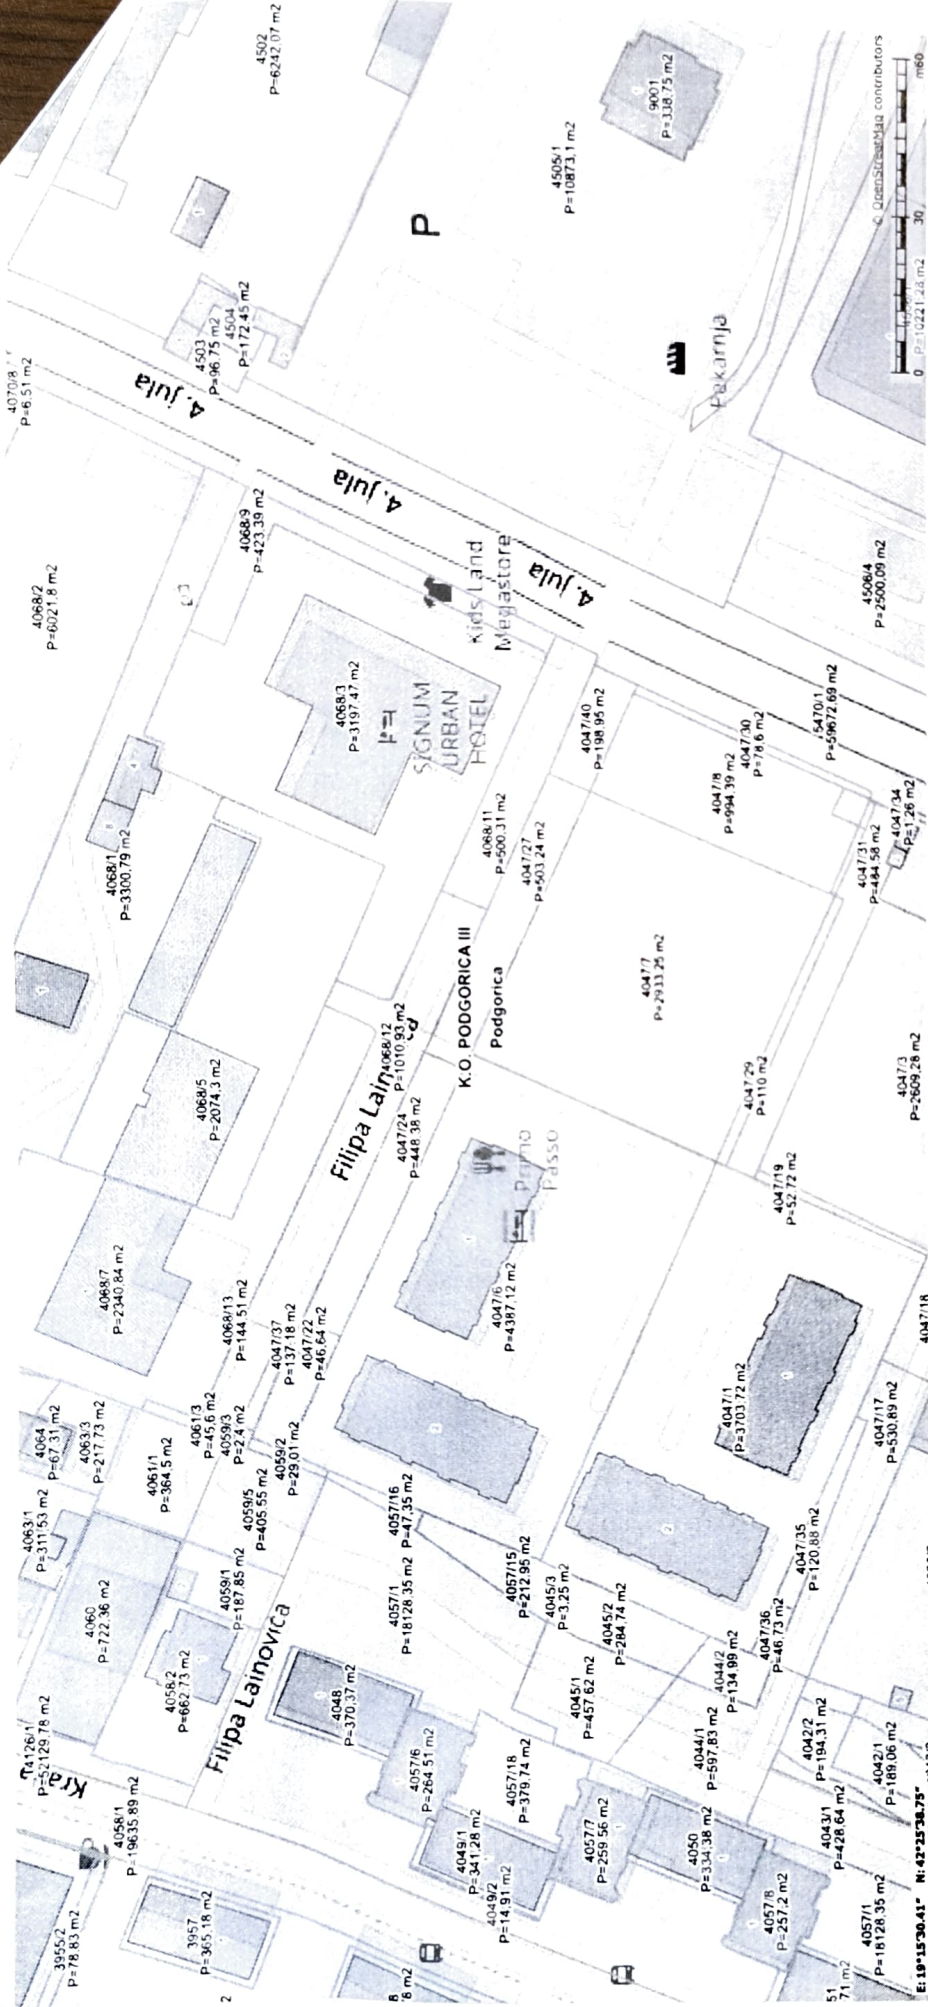 3955/2
P=78.83 m2
4058/1
P=19635.89 m2
Kra
4126/1
P=52129.78 m2
4063/1
P=311.53 m2
4064
P=67.31 m2
4063/3
P=217.73 m2
4068/7
P=2340.84 m2
4068/5
P=2074.3 m2
4068/1
P=3300.79 m2
4068/2
P=6021.8 m2
4070/8
P=6.51 m2
4502
P=6242.07 m2
3957
P=365.18 m2
4058/2
P=662.73 m2
4060
P=722.36 m2
4061/1
P=364.5 m2
4061/3
P=45.6 m2
4059/3
P=2.4 m2
4059/1
P=187.85 m2
4059/5
P=405.55 m2
4059/2
P=29.01 m2
4068/13
P=144.51 m2
4047/37
P=137.18 m2
4047/22
P=46.64 m2
Filipa Lainovića
Filipa Lain
4068/12
P=1010.93 m2
4047/24
P=448.38 m2
4068/9
P=423.39 m2
4068/3
P=3197.47 m2
SIGNUM
URBAN
HOTEL
Kids Land
Megastore
4. jula
4. jula
4. jula
4503
P=96.75 m2
4504
P=172.45 m2
P
4505/1
P=10873.1 m2
9001
P=338.75 m2
4048
P=370.37 m2
4057/6
P=264.51 m2
4049/1
P=341.28 m2
4049/2
P=14.91 m2
4057/18
P=379.74 m2
4057/1
P=18128.35 m2
4057/16
P=47.35 m2
4057/15
P=212.95 m2
4045/3
P=3.25 m2
4045/2
P=284.74 m2
4045/1
P=457.62 m2
4047/6
P=4387.12 m2
Primo
Passo
K.O. PODGORICA III
Podgorica
4068/11
P=500.31 m2
4047/27
P=503.24 m2
4047/40
P=198.95 m2
4047/7
P=2933.25 m2
4047/8
P=994.39 m2
4047/30
P=78.6 m2
5470/1
P=59672.69 m2
Pekarnja
4057/7
P=259.56 m2
4050
P=334.38 m2
4057/8
P=257.2 m2
4044/1
P=597.83 m2
4044/2
P=134.99 m2
4047/36
P=46.73 m2
4047/35
P=120.88 m2
4047/1
P=3703.72 m2
4047/19
P=52.72 m2
4047/29
P=110 m2
4047/31
P=484.58 m2
4047/34
P=1.26 m2
4506/4
P=2500.09 m2
4042/2
P=194.31 m2
4043/1
P=428.64 m2
4042/1
P=189.06 m2
4057/1
P=18128.35 m2
4047/17
P=530.89 m2
4047/3
P=2609.28 m2
4047/18
P=10221.28 m2
© OpenStreetMap contributors
0 30 m60
E: 19°15'30.41" N: 42°25'38.75"